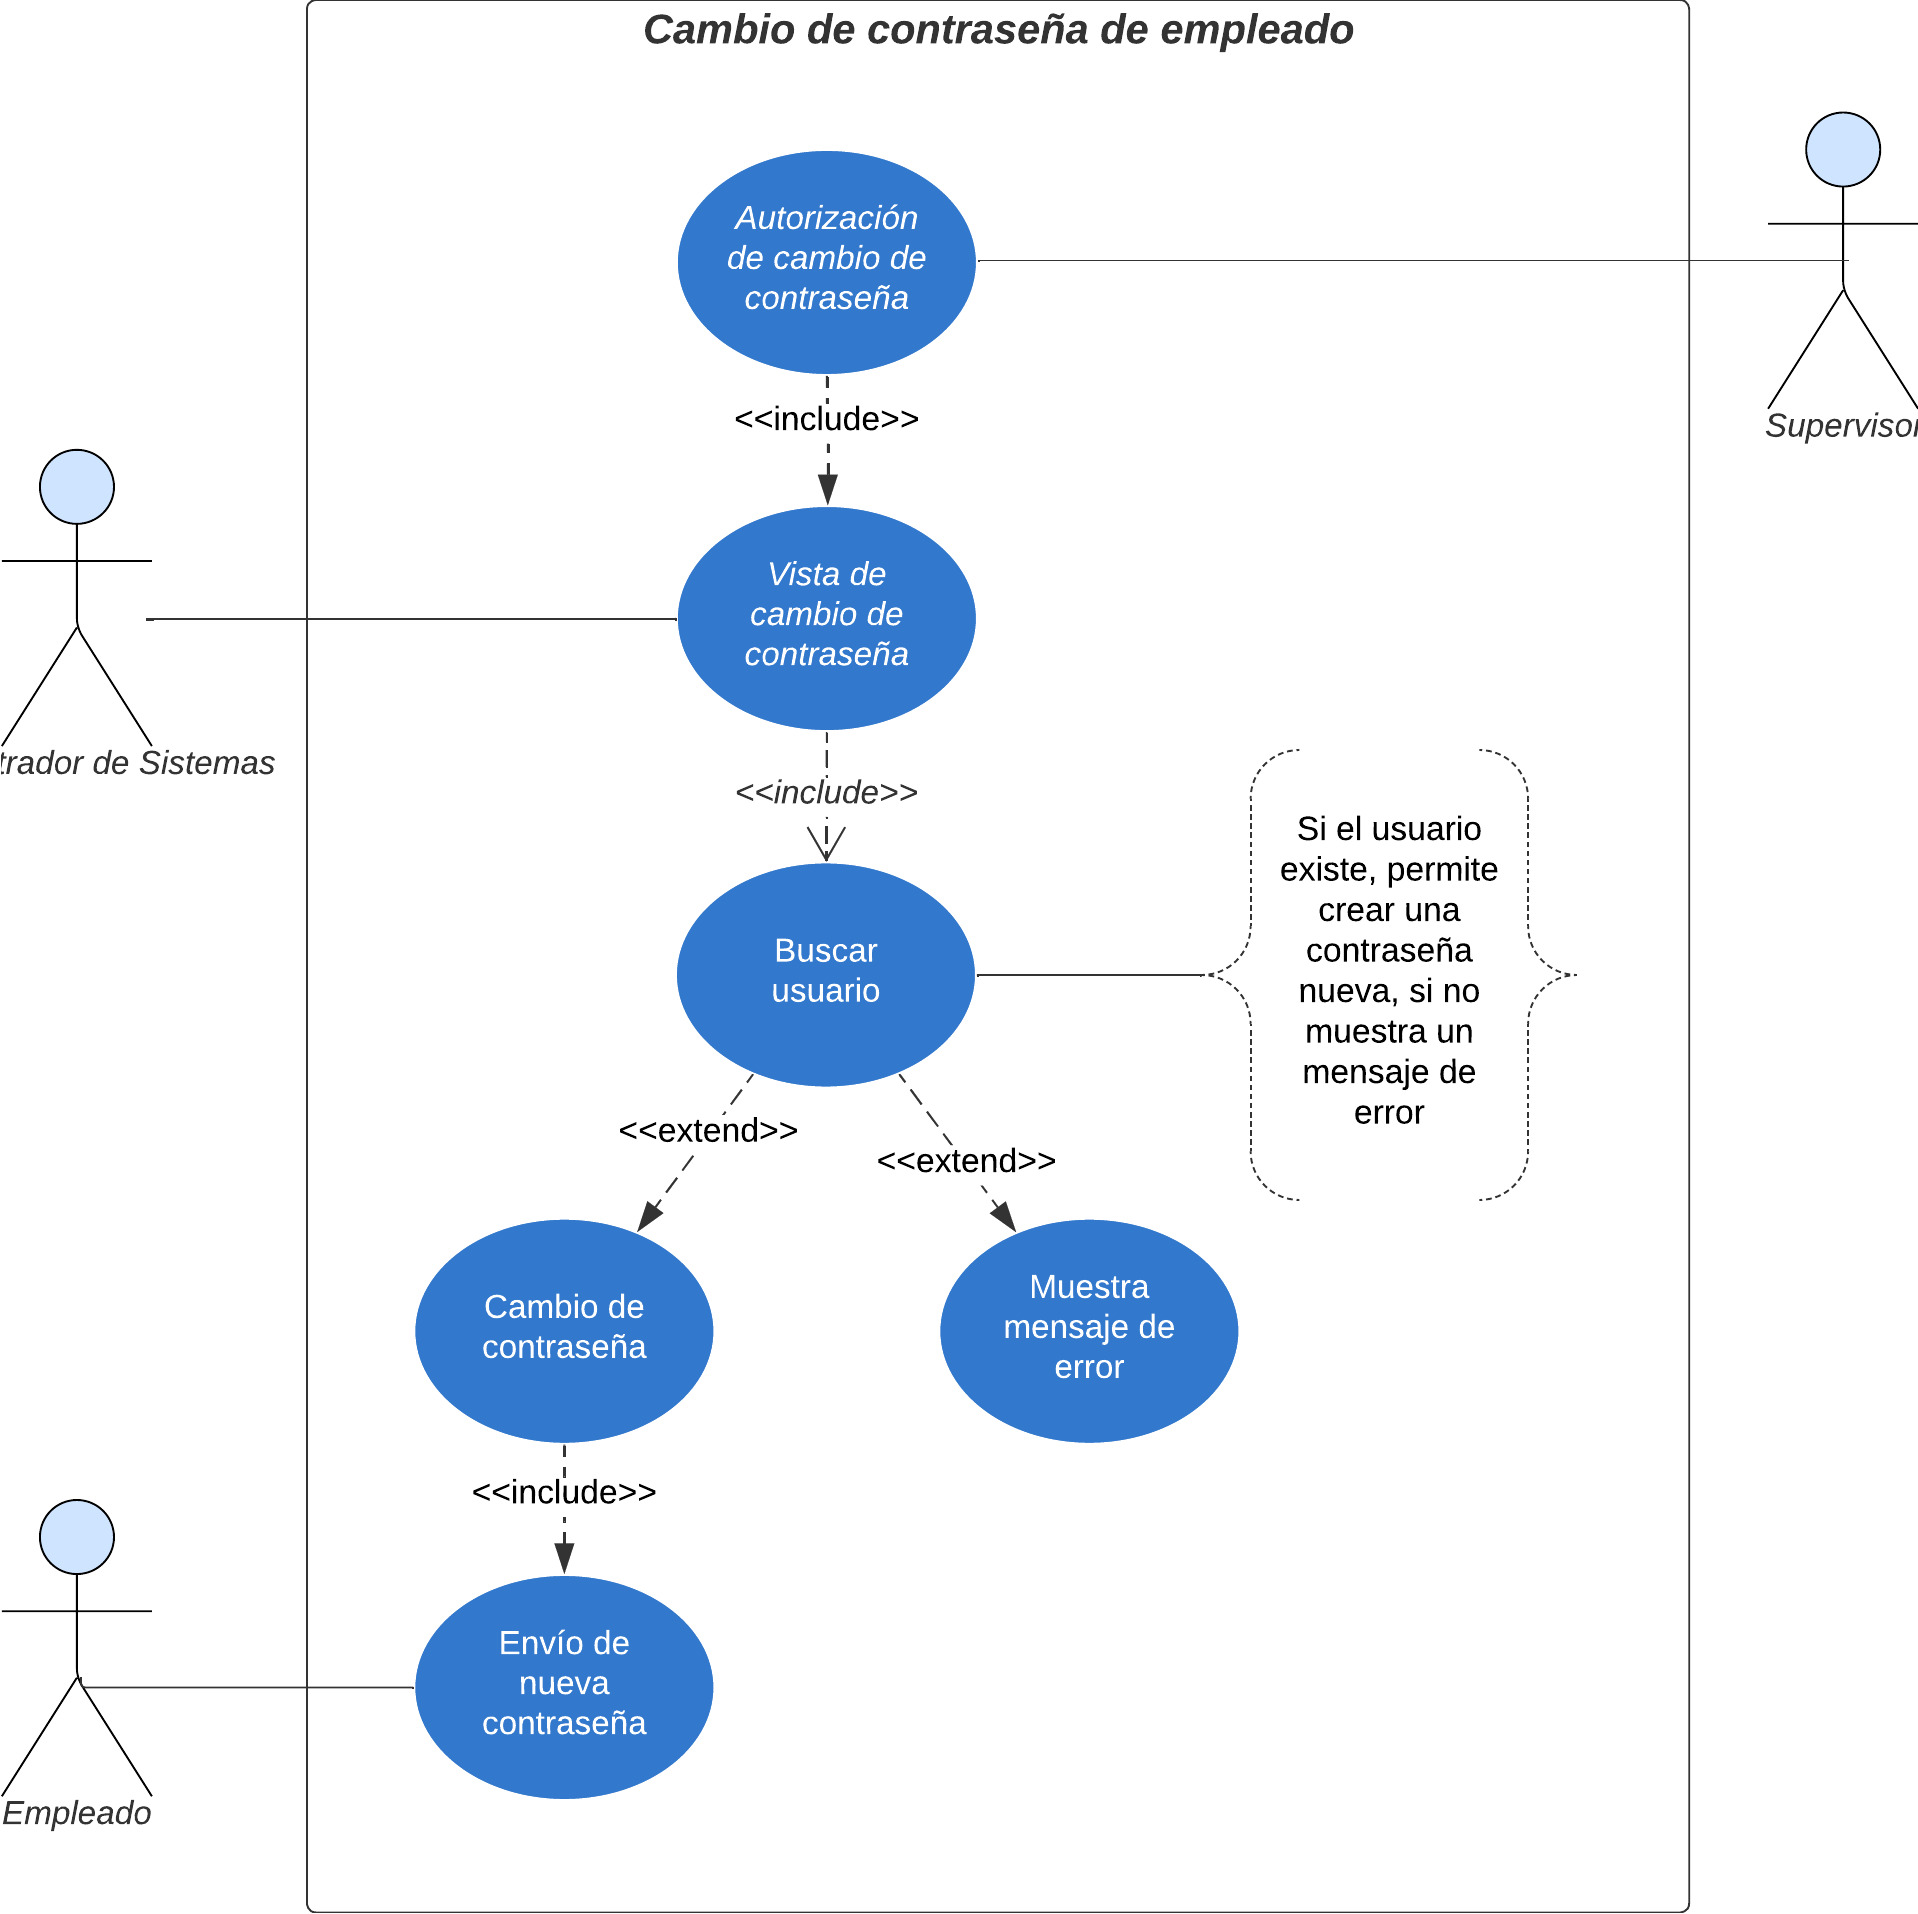 Cambio de contraseña de empleado
Autorización
de cambio de
contraseña
<<include>>
Supervisor
Vista de
cambio de
contraseña
de Sistemas
<<include>>
Si el usuario
existe, permite
crear una
contraseña
nueva, si no
muestra un
mensaje de
error
Buscar
usuario
<<extend>>
<<extend>>
Cambio de
contraseña
Muestra
mensaje de
error
<<include>>
Envío de
nueva
contraseña
Empleado